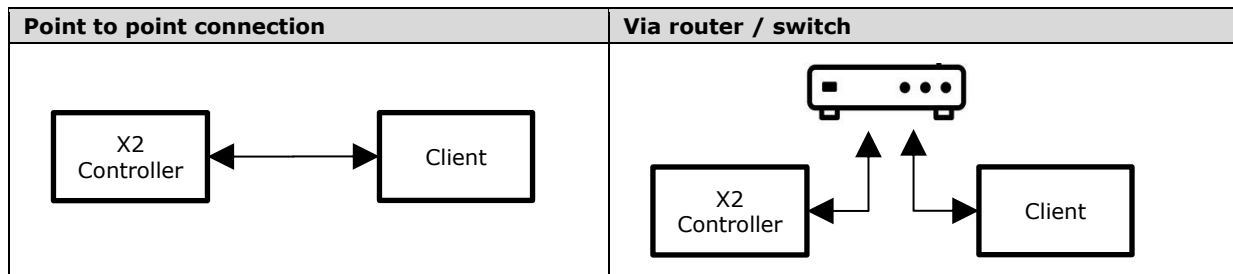 Point to point connection
Via router / switch
X2
Controller
Client
X2
Controller
Client